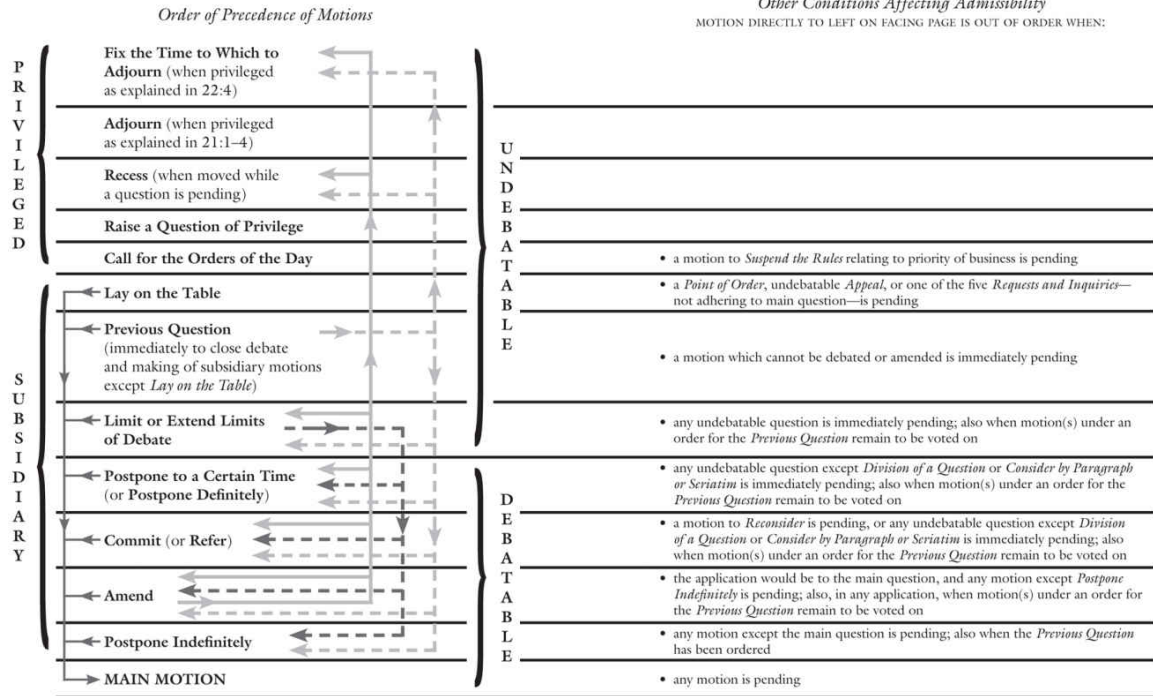 Order of Precedence of Motions
Other Conditions Affecting Admissibility
MOTION DIRECTLY TO LEFT ON FACING PAGE IS OUT OF ORDER WHEN:
PRIVILEGED
Fix the Time to Which to
Adjourn (when privileged
as explained in 22:4)
Adjourn (when privileged
as explained in 21:1–4)
Recess (when moved while
a question is pending)
Raise a Question of Privilege
Call for the Orders of the Day
• a motion to Suspend the Rules relating to priority of business is pending
UNDEBATABLE
SUBSIDIARY
Lay on the Table
• a Point of Order, undebatable Appeal, or one of the five Requests and Inquiries—
not adhering to main question—is pending
Previous Question
(immediately to close debate
and making of subsidiary motions
except Lay on the Table)
• a motion which cannot be debated or amended is immediately pending
Limit or Extend Limits
of Debate
• any undebatable question is immediately pending; also when motion(s) under an
order for the Previous Question remain to be voted on
Postpone to a Certain Time
(or Postpone Definitely)
• any undebatable question except Division of a Question or Consider by Paragraph
or Seriatim is immediately pending; also when motion(s) under an order for the
Previous Question remain to be voted on
DEBATABLE
Commit (or Refer)
• a motion to Reconsider is pending, or any undebatable question except Division
of a Question or Consider by Paragraph or Seriatim is immediately pending; also
when motion(s) under an order for the Previous Question remain to be voted on
Amend
• the application would be to the main question, and any motion except Postpone
Indefinitely is pending; also, in any application, when motion(s) under an order for
the Previous Question remain to be voted on
Postpone Indefinitely
• any motion except the main question is pending; also when the Previous Question
has been ordered
MAIN MOTION
• any motion is pending